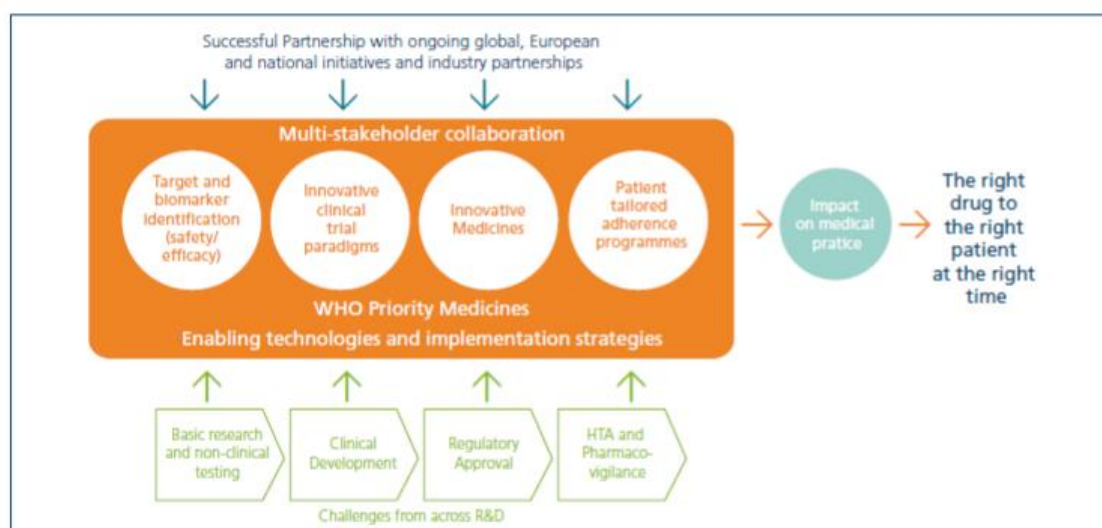 Successful Partnership with ongoing global, European
and national initiatives and industry partnerships
Multi-stakeholder collaboration
Target and
biomarker
identification
(safety/
efficacy)
Innovative
clinical
trial
paradigms
Innovative
Medicines
Patient
tailored
adherence
programmes
WHO Priority Medicines
Enabling technologies and implementation strategies
Impact
on medical
pratice
The right
drug to
the right
patient
at the right
time
Basic research
and non-clinical
testing
Clinical
Development
Regulatory
Approval
HTA and
Pharmaco-
vigilance
Challenges from across R&D